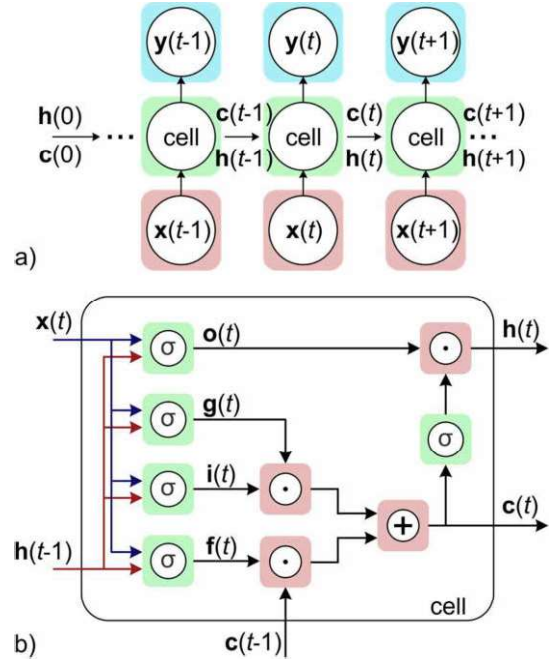 y(t-1) y(t) y(t+1)
h(0) c(t-1) c(t) c(t+1)
... cell cell cell ...
c(0) h(t-1) h(t) h(t+1)
x(t-1) x(t) x(t+1)
a)
x(t) o(t) h(t)
σ ·
g(t)
σ σ
i(t)
σ ·
c(t)
+
h(t-1) f(t)
σ ·
cell
b) c(t-1)